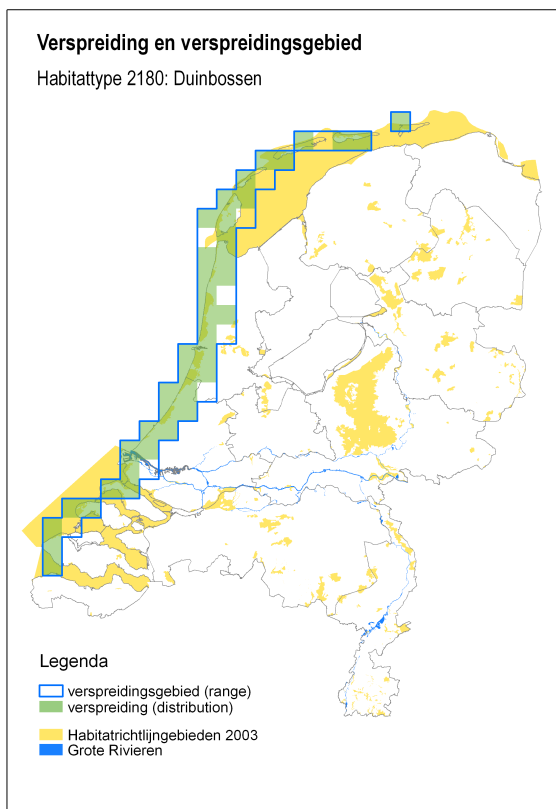 Verspreiding en verspreidingsgebied
Habitattype 2180: Duinbossen
Legenda
verspreidingsgebied (range)
verspreiding (distribution)
Habitatrichtlijngebieden 2003
Grote Rivieren